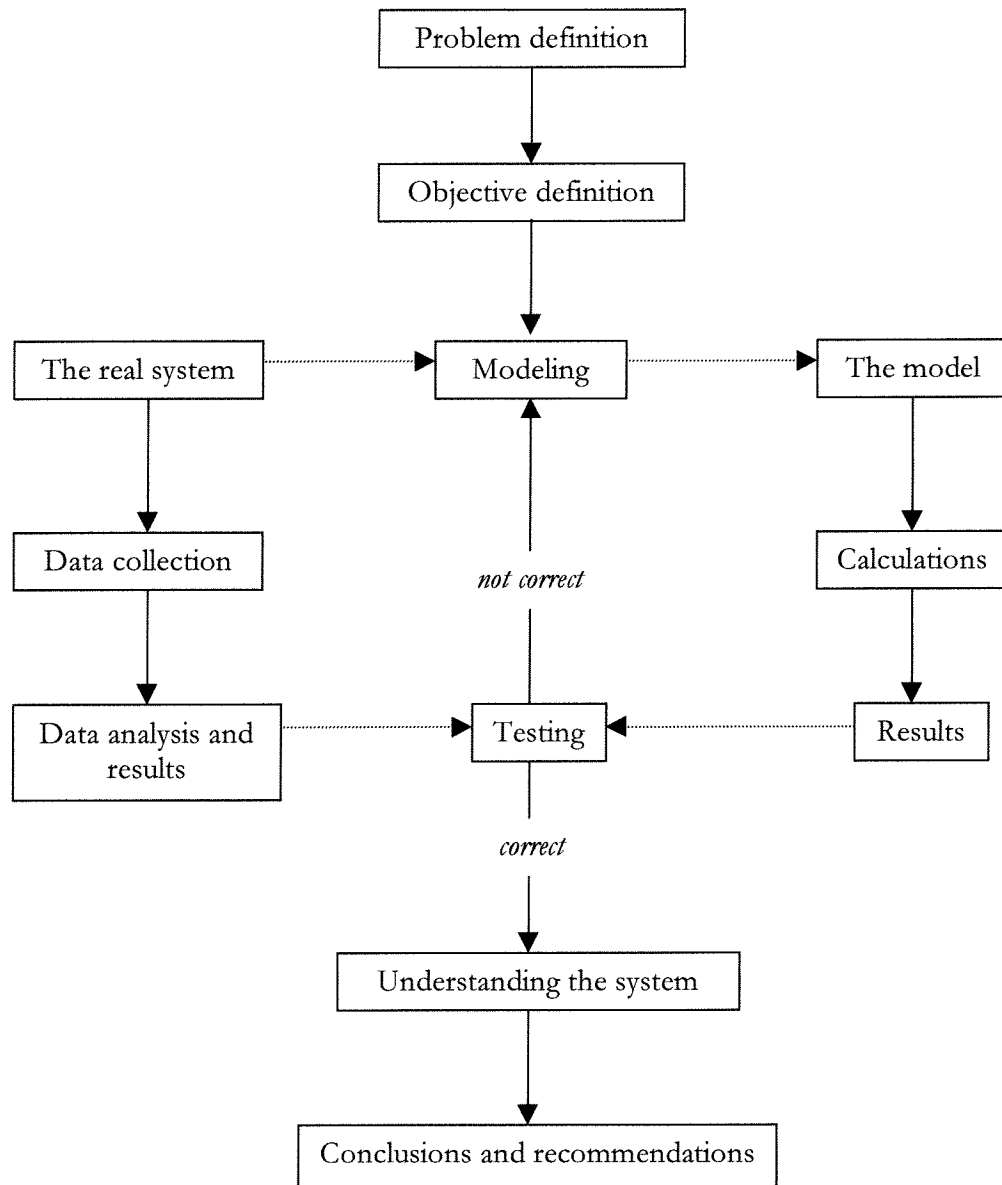 Problem definition
Objective definition
The real system
Modeling
The model
Data collection
Calculations
not correct
Data analysis and
results
Testing
Results
correct
Understanding the system
Conclusions and recommendations